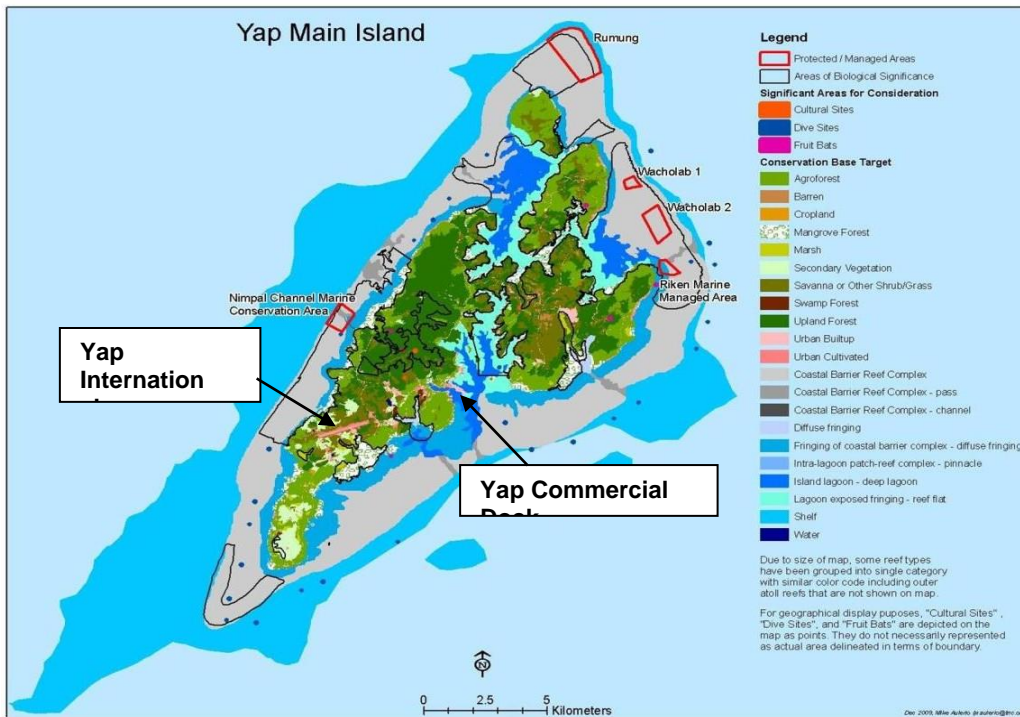 Yap Main Island
Rumung
Wacholab 1
Wacholab 2
Riken Marine
Managed Area
Nimpal Channel Marine
Conservation Area
Yap
Internation
Yap Commercial
Legend
Protected / Managed Areas
Areas of Biological Significance
Significant Areas for Consideration
Cultural Sites
Dive Sites
Fruit Bats
Conservation Base Target
Agroforest
Barren
Cropland
Mangrove Forest
Marsh
Secondary Vegetation
Savanna or Other Shrub/Grass
Swamp Forest
Upland Forest
Urban Builtup
Urban Cultivated
Coastal Barrier Reef Complex
Coastal Barrier Reef Complex - pass
Coastal Barrier Reef Complex - channel
Diffuse fringing
Fringing of coastal barrier complex - diffuse fringing
Intra-lagoon patch-reef complex - pinnacle
Island lagoon - deep lagoon
Lagoon exposed fringing - reef flat
Shelf
Water
Due to size of map, some reef types
have been grouped into single category
with similar color code including outer
atoll reefs that are not shown on map.
For geographical display puposes, "Cultural Sites" ,
"Dive Sites", and "Fruit Bats" are depicted on the
map as points. They do not necessarily represented
as actual area delineated in terms of boundary.
N
0 2.5 5
Kilometers
Dec 2009, Mike